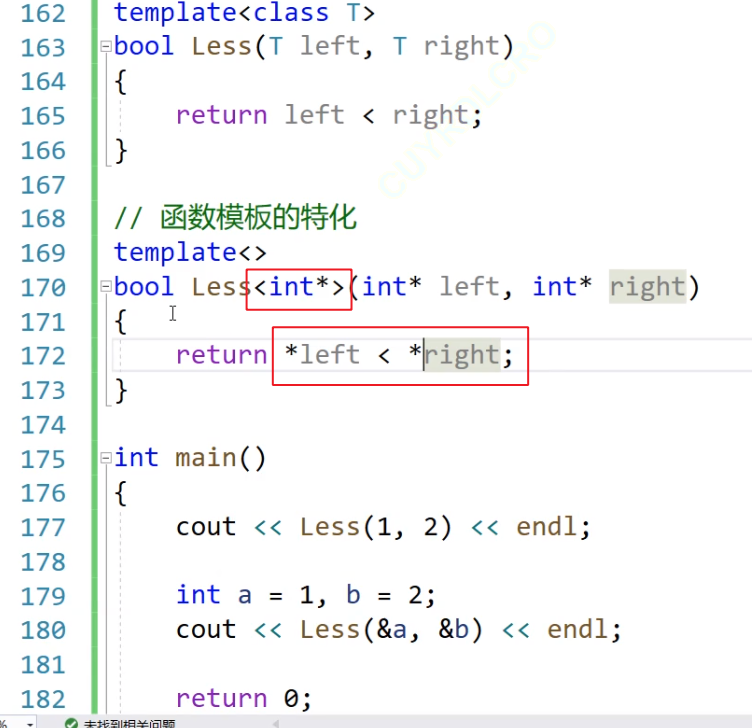 162 template<class T>
163 bool Less(T left, T right)
164 {
165 return left < right;
166 }
167
168 // 函数模板的特化
169 template<>
170 bool Less<int*>(int* left, int* right)
171 {
172 return *left < *right;
173 }
174
175 int main()
176 {
177 cout << Less(1, 2) << endl;
178
179 int a = 1, b = 2;
180 cout << Less(&a, &b) << endl;
181
182 return 0;
% 未找到相关问题